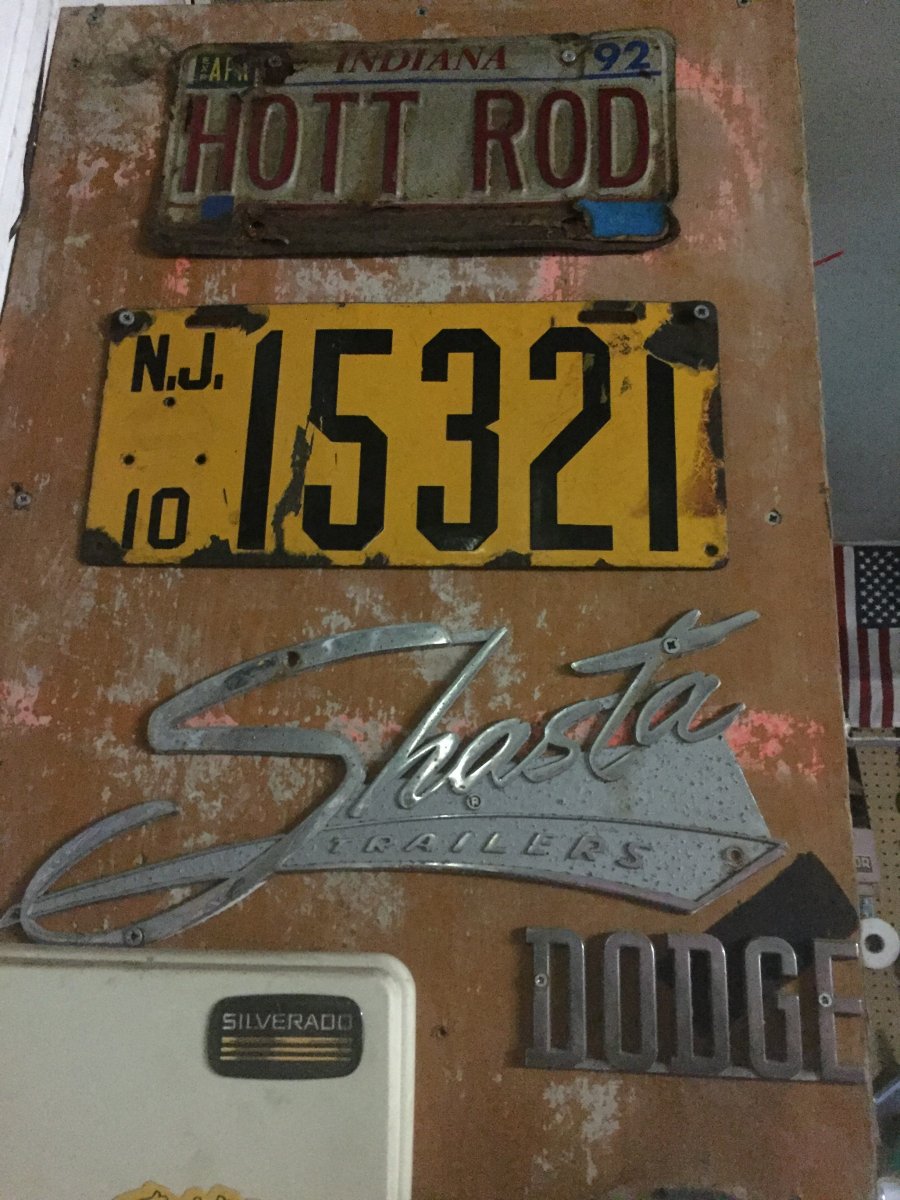 APR INDIANA 92
HOTT ROD
N.J. 15321
10
Shasta
®
TRAILERS
DODGE
SILVERADO